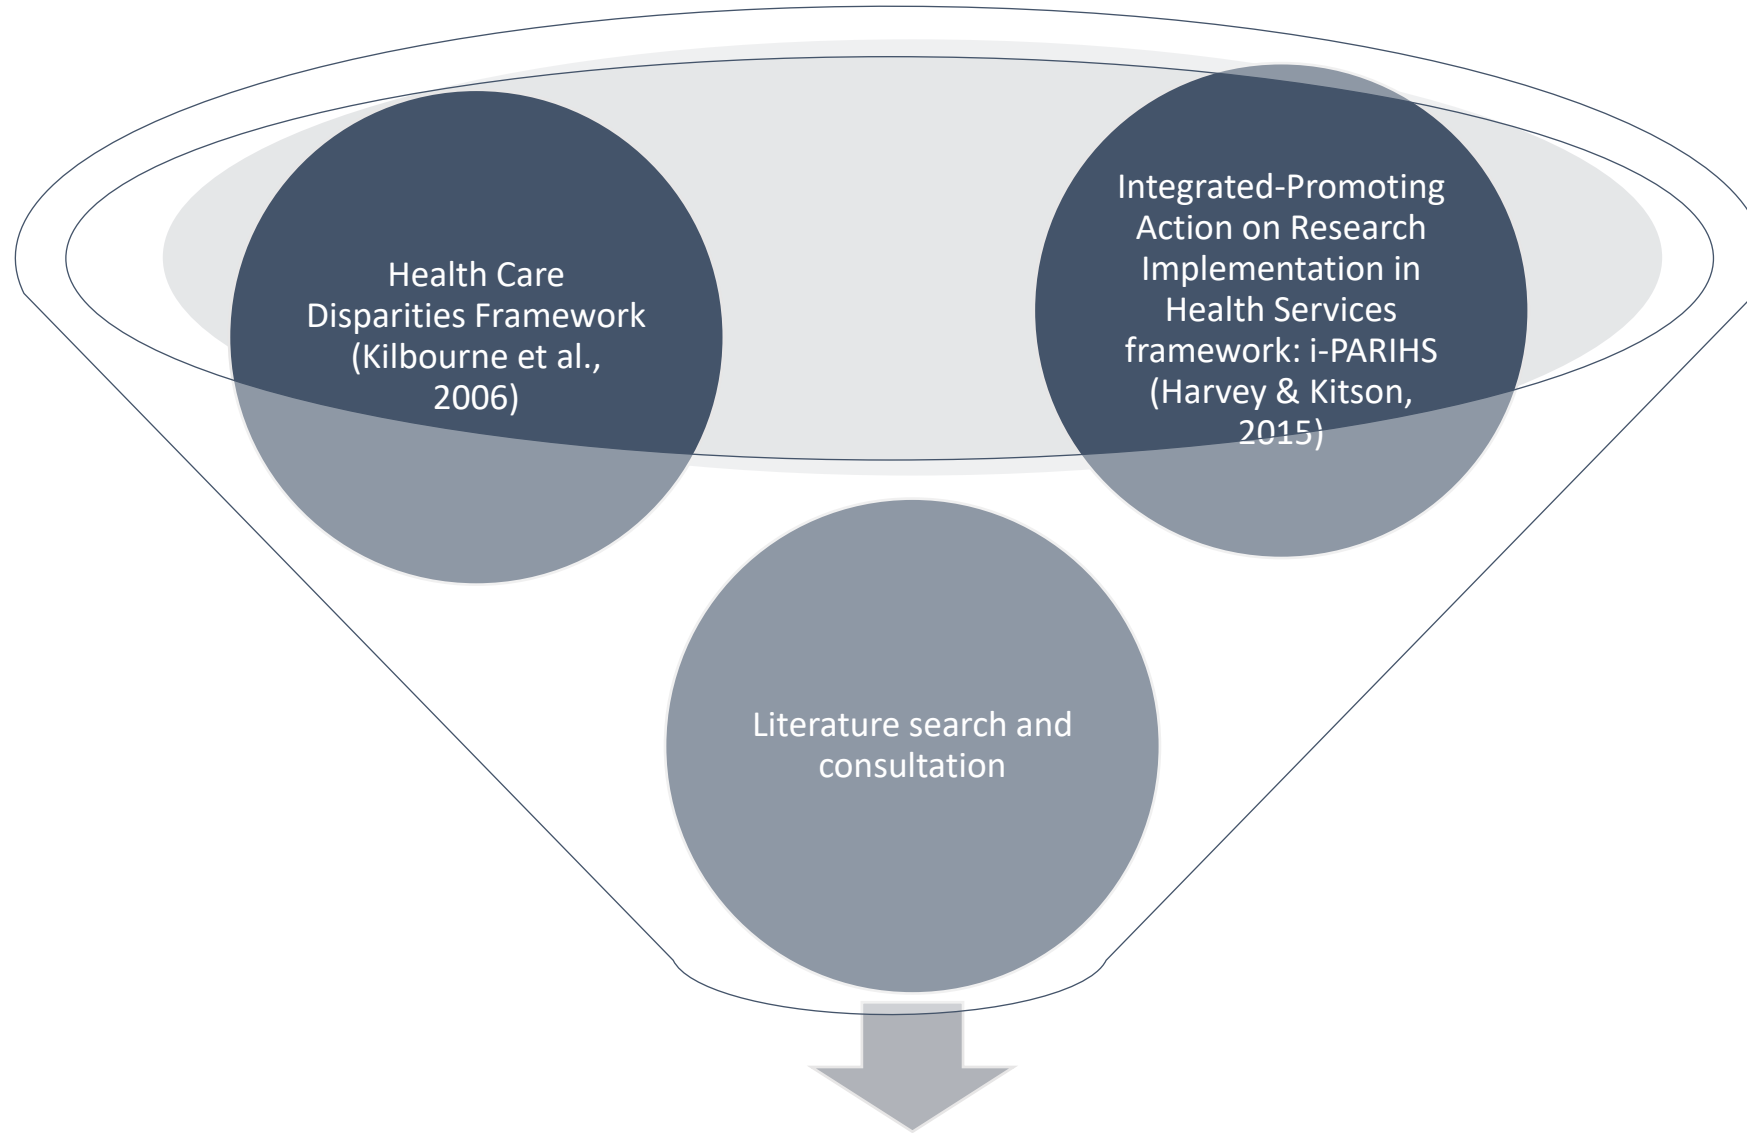 Health Care
Disparities Framework
(Kilbourne et al.,
2006)
Integrated-Promoting
Action on Research
Implementation in
Health Services
framework: i-PARIHS
(Harvey & Kitson,
2015)
Literature search and
consultation